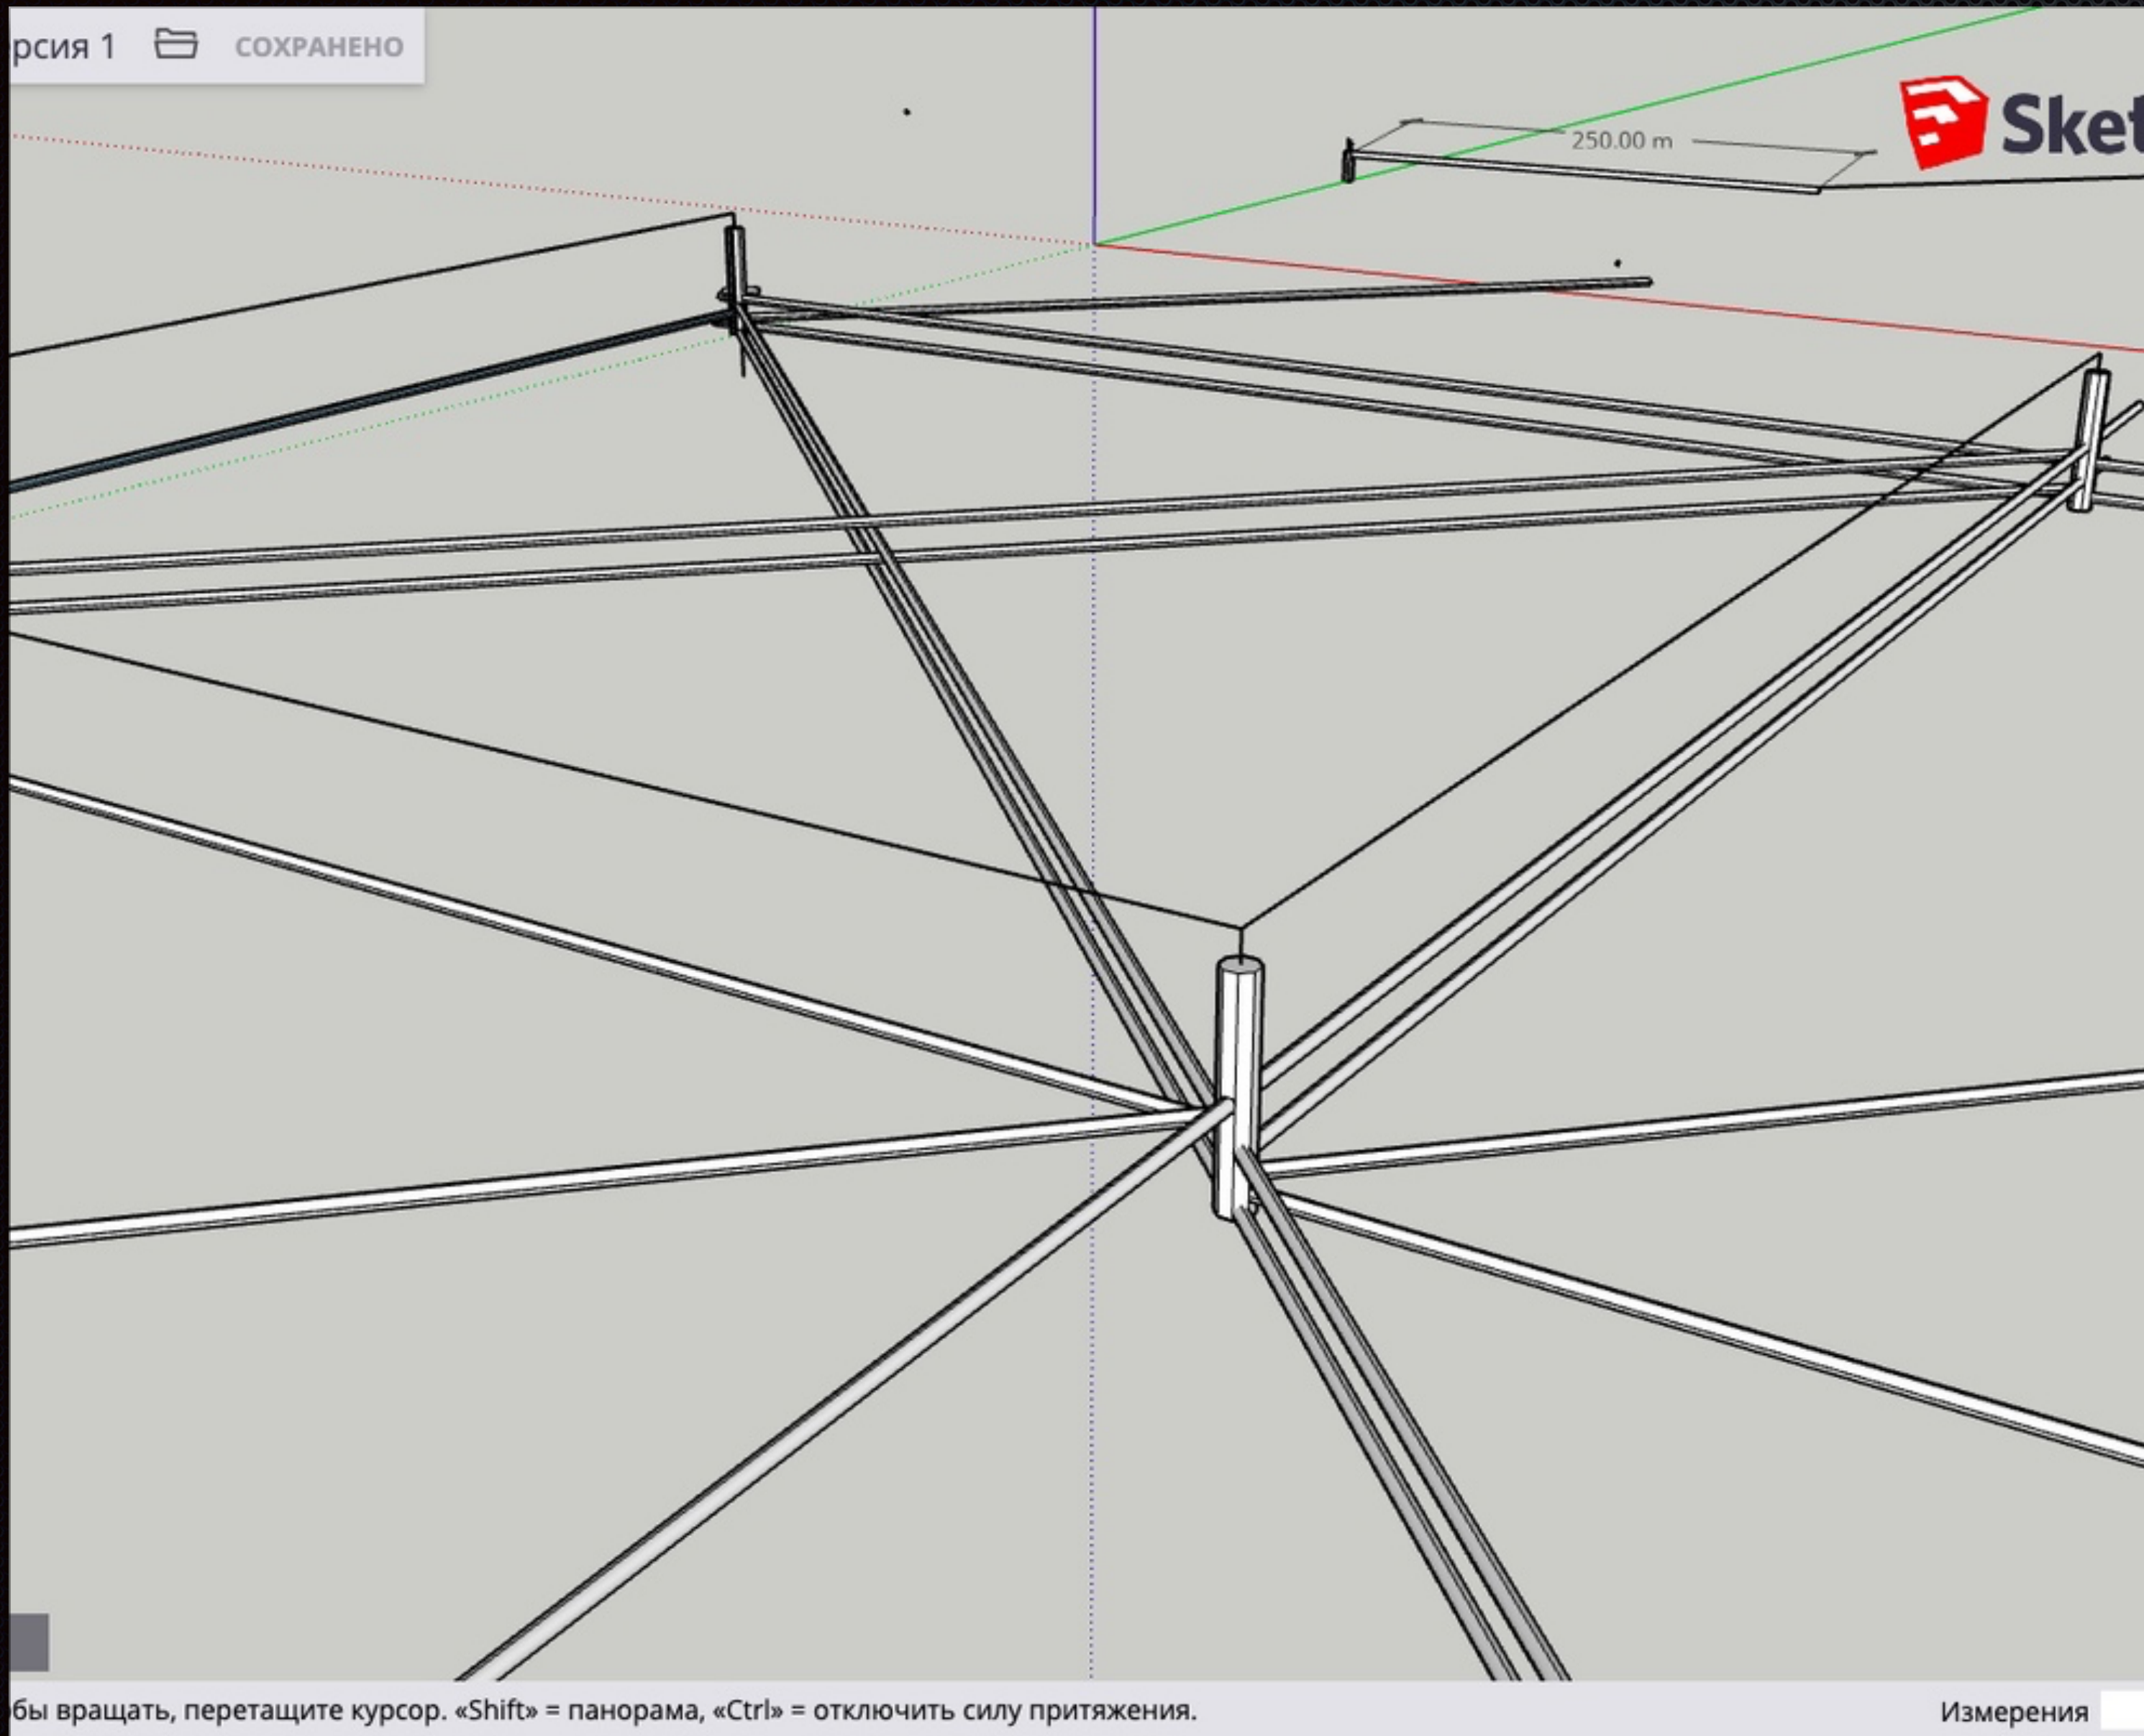 рсия 1 СОХРАНЕНО
250.00 m
Sket
бы вращать, перетащите курсор. «Shift» = панорама, «Ctrl» = отключить силу притяжения.
Измерения